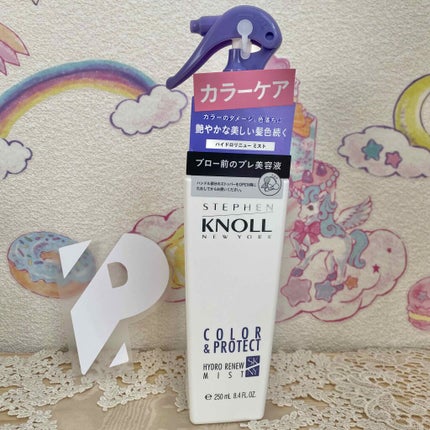 カラーケア
カラーのダメージ、色落ちに
艶やかな美しい髪色続く
ハイドロリニュー ミスト
ブロー前のプレ美容液
STEPHEN
KNOLL
NEW YORK
COLOR
& PROTECT
HYDRO RENEW
MIST
SK
NY
e 250 mL 8.4 FL.OZ.